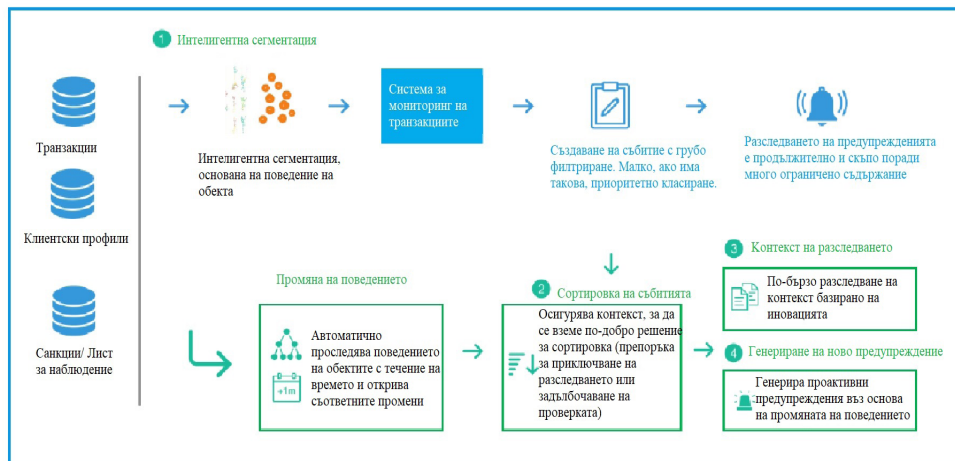 1 Интелигентна сегментация
Транзакции
Клиентски профили
Санкции/ Лист
за наблюдение
Интелигентна сегментация,
основана на поведение на
обекта
Система за
мониторинг на
транзакциите
Създаване на събитие с грубо
филтриране. Малко, ако има
такова, приоритетно класиране.
Разследването на предупрежденията
е продължително и скъпо поради
много ограничено съдържание
Промяна на поведението
Автоматично
проследява поведението
на обектите с течение на
времето и открива
съответните промени
+1m
2 Сортировка на събитията
Осигурява контекст, за да
се вземе по-добро решение
за сортировка (препоръка
за приключване на
разследването или
задълбочаване на
проверката)
3 Контекст на разследването
По-бързо разследване на
контекст базирано на
иновацията
4 Генериране на ново предупреждение
Генерира проактивни
предупреждения въз основа
на промяната на поведението